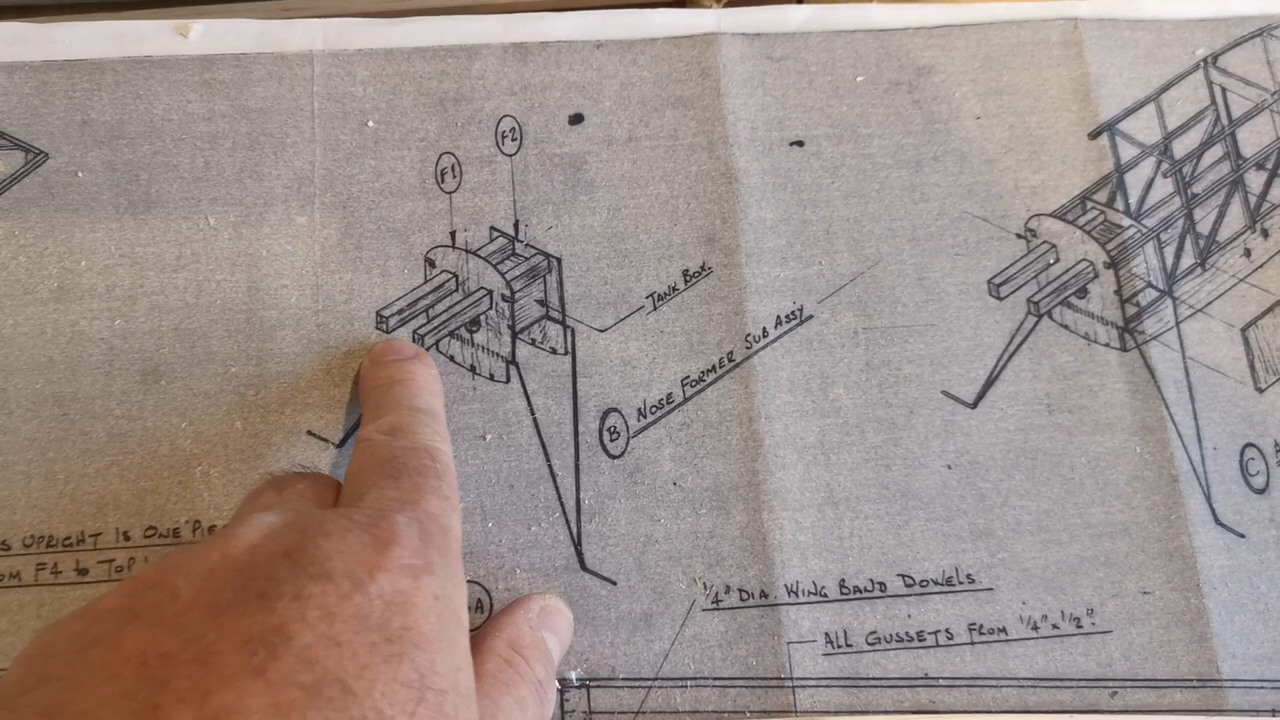 F1
F2
TANK BOX.
B NOSE FORMER SUB ASSY
C
S UPRIGHT IS ONE PIE
OM F4 to TOP
A
1/4" DIA. WING BAND DOWELS.
ALL GUSSETS FROM 1/4" x 1/2".